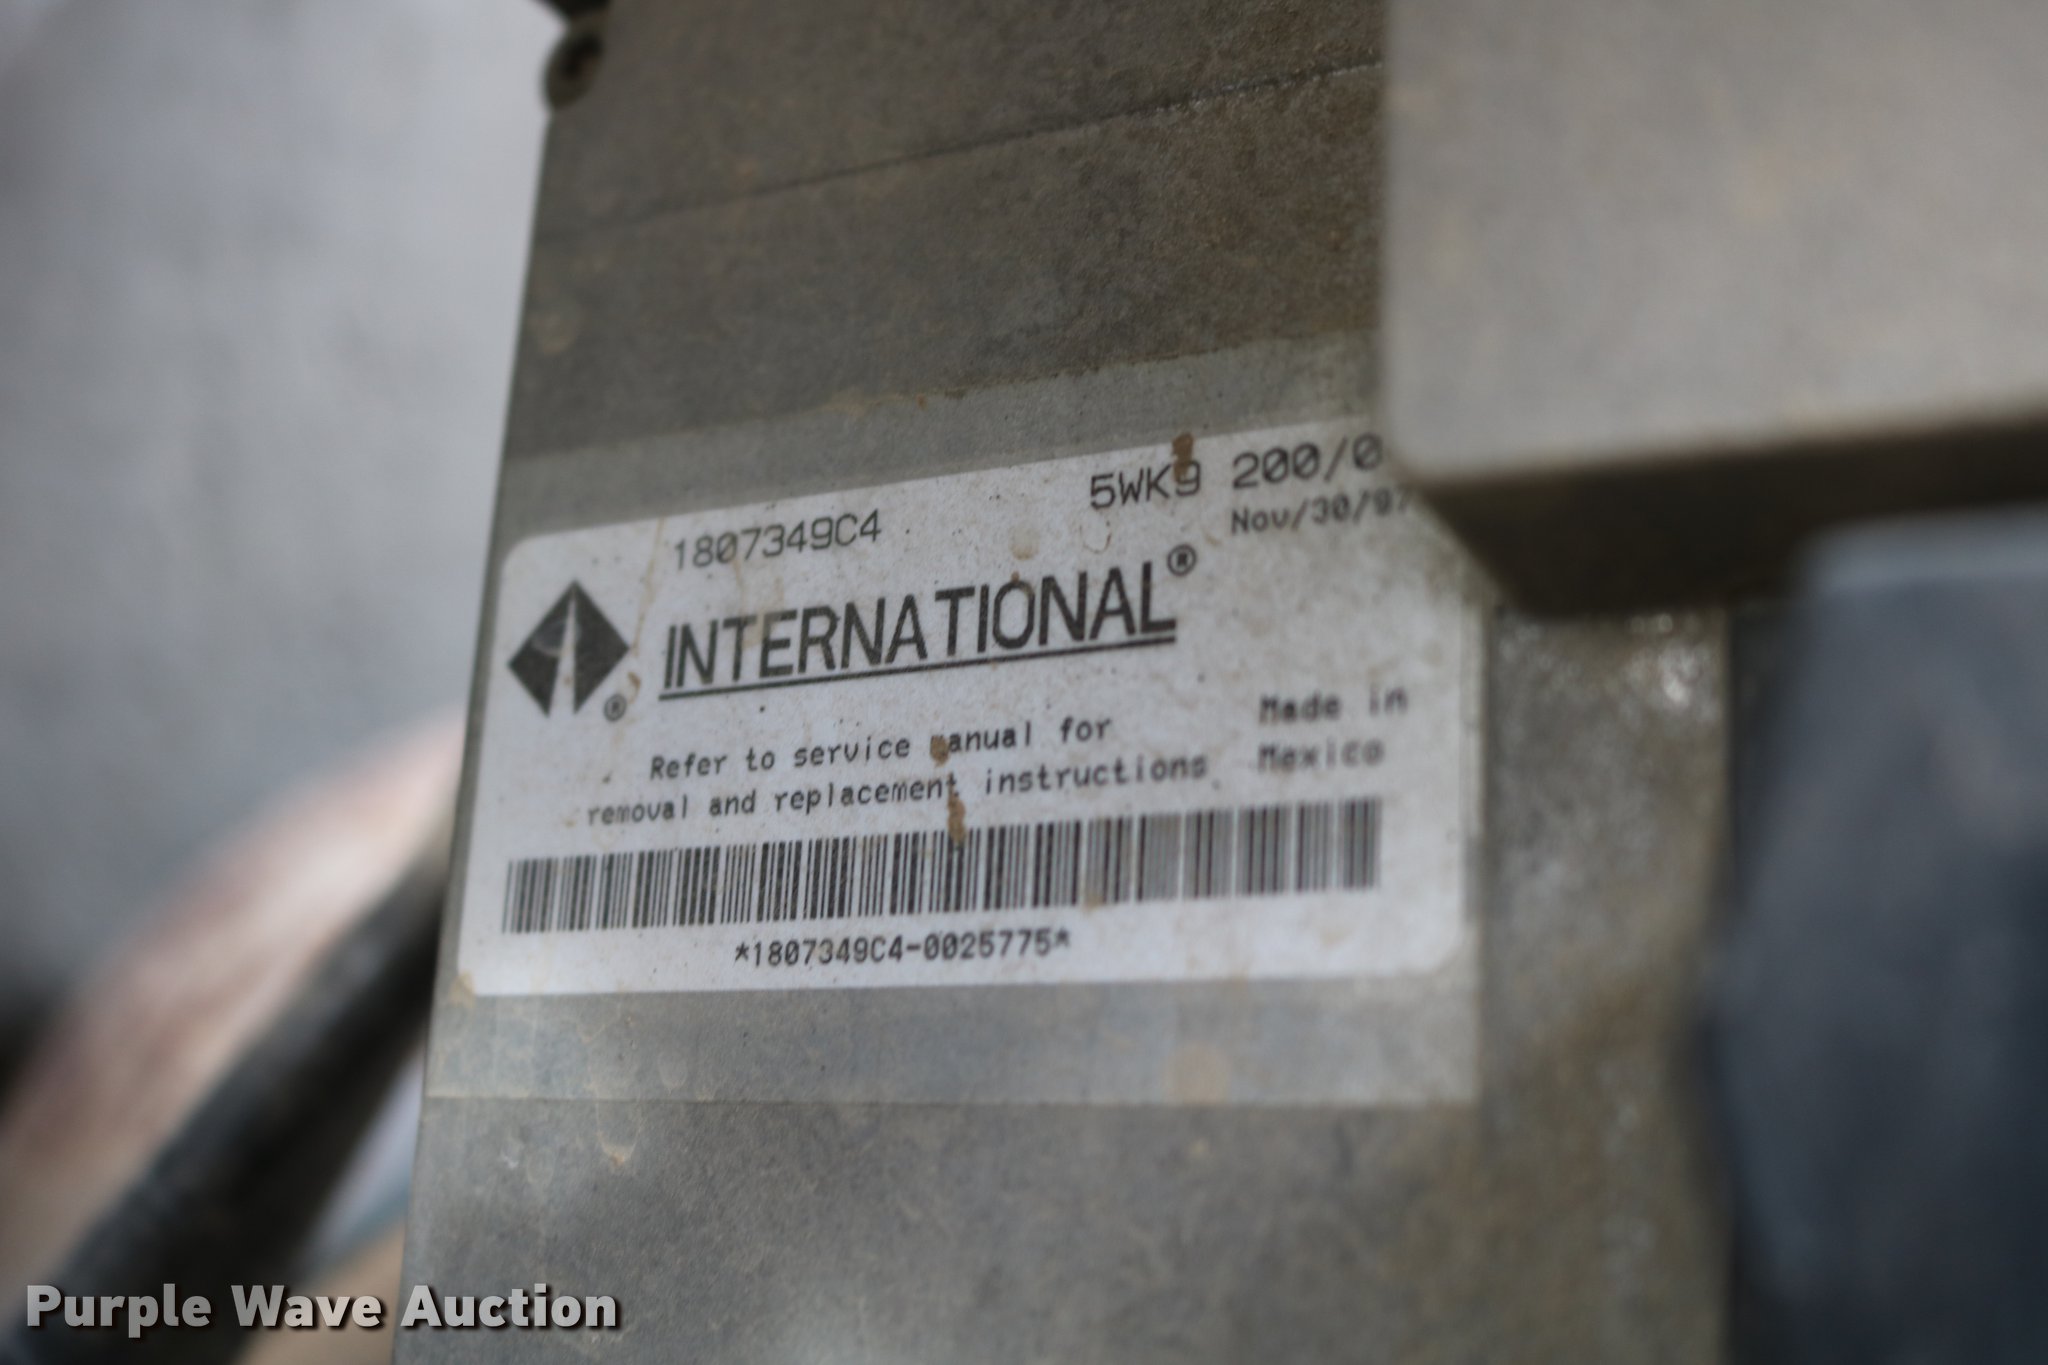 1807349C4
5WK9 200/0
Nov/30/97
INTERNATIONAL®
®
Refer to service manual for
removal and replacement instructions
Made in
Mexico
*1807349C4-0025775*
Purple Wave Auction